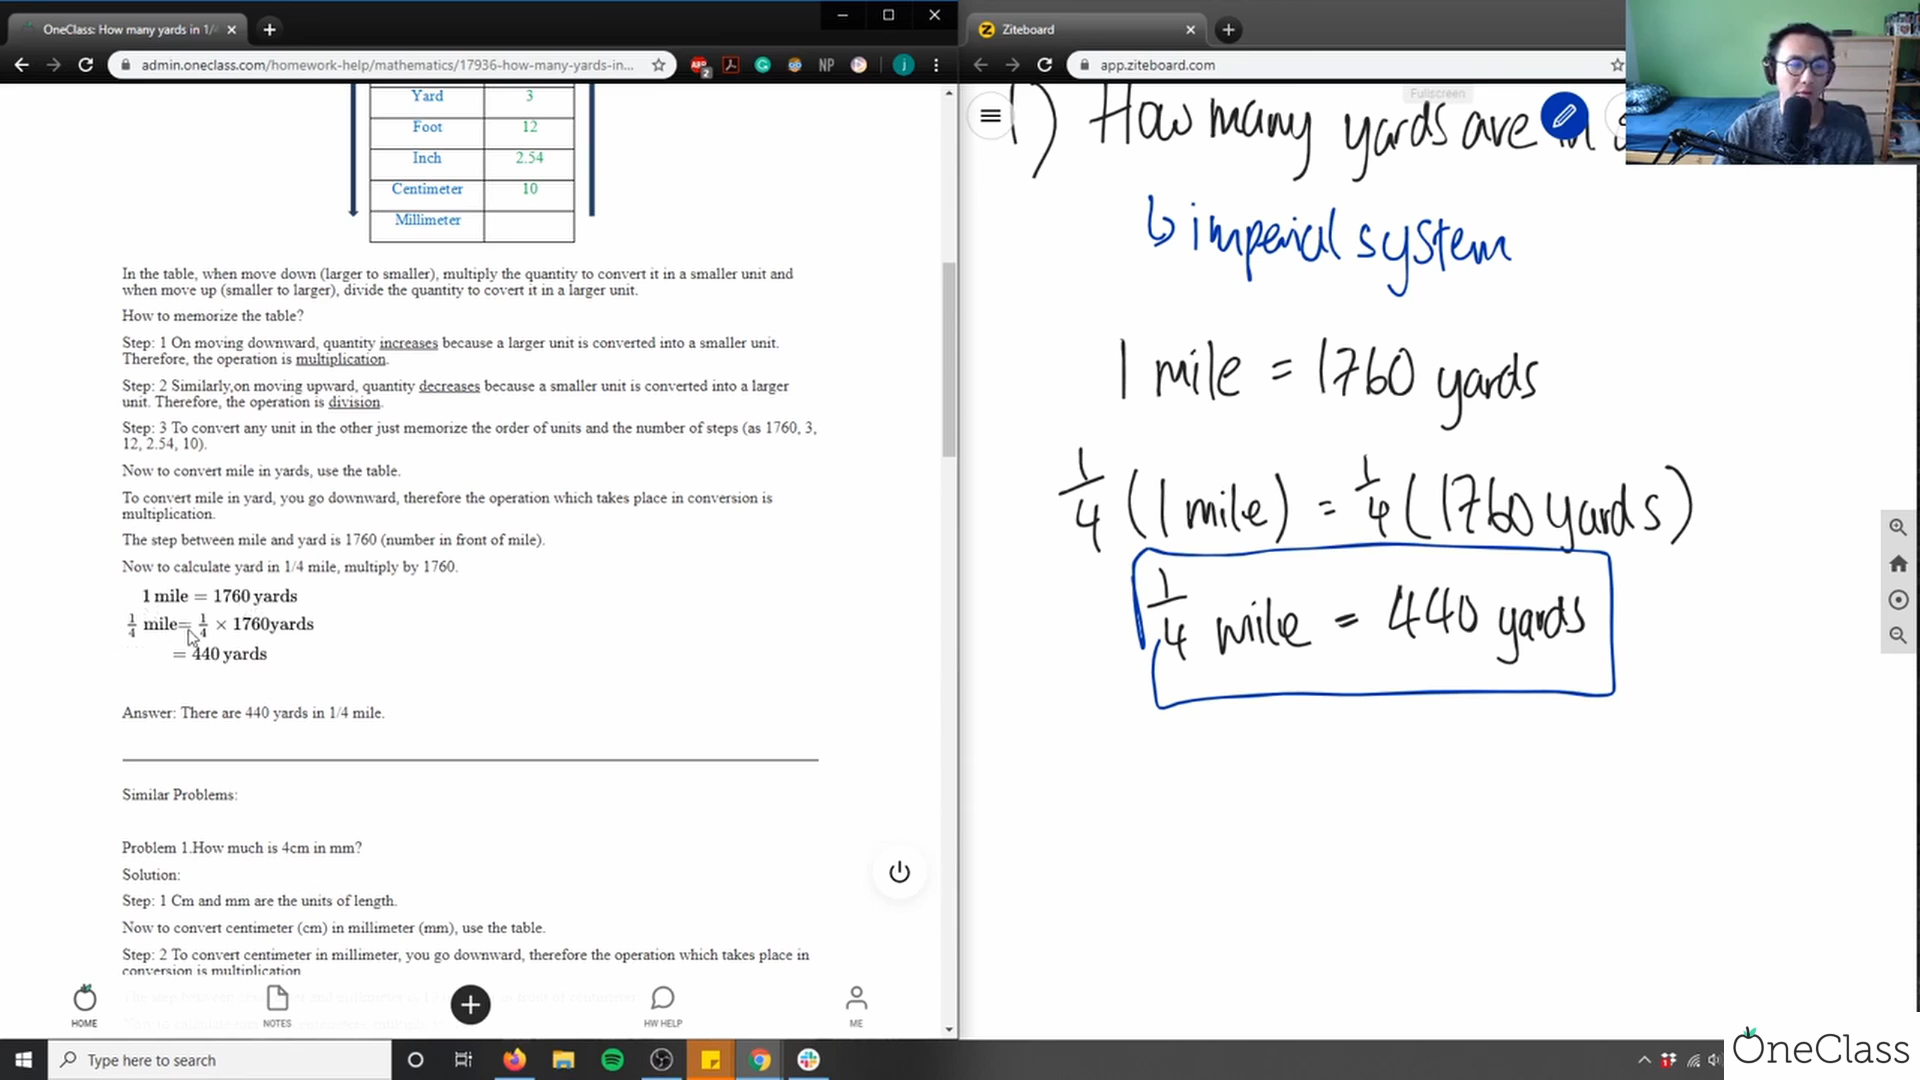 OneClass: How many yards in 1/4
admin.oneclass.com/homework-help/mathematics/17936-how-many-yards-in...
2
NP
j
Yard 3
Foot 12
Inch 2.54
Centimeter 10
Millimeter
In the table, when move down (larger to smaller), multiply the quantity to convert it in a smaller unit and
when move up (smaller to larger), divide the quantity to covert it in a larger unit.
How to memorize the table?
Step: 1 On moving downward, quantity increases because a larger unit is converted into a smaller unit.
Therefore, the operation is multiplication.
Step: 2 Similarly,on moving upward, quantity decreases because a smaller unit is converted into a larger
unit. Therefore, the operation is division.
Step: 3 To convert any unit in the other just memorize the order of units and the number of steps (as 1760, 3,
12, 2.54, 10).
Now to convert mile in yards, use the table.
To convert mile in yard, you go downward, therefore the operation which takes place in conversion is
multiplication.
The step between mile and yard is 1760 (number in front of mile).
Now to calculate yard in 1/4 mile, multiply by 1760.
1 mile = 1760 yards
1/4 mile= 1/4 × 1760yards
= 440 yards
Answer: There are 440 yards in 1/4 mile.
Similar Problems:
Problem 1.How much is 4cm in mm?
Solution:
Step: 1 Cm and mm are the units of length.
Now to convert centimeter (cm) in millimeter (mm), use the table.
Step: 2 To convert centimeter in millimeter, you go downward, therefore the operation which takes place in
conversion is multiplication
HOME
NOTES
HW HELP
ME
Type here to search
Ziteboard
app.ziteboard.com
Fullscreen
1) How many yards are in
imperial system
1 mile = 1760 yards
1/4 (1 mile) = 1/4 (1760 yards)
1/4 mile = 440 yards
OneClass